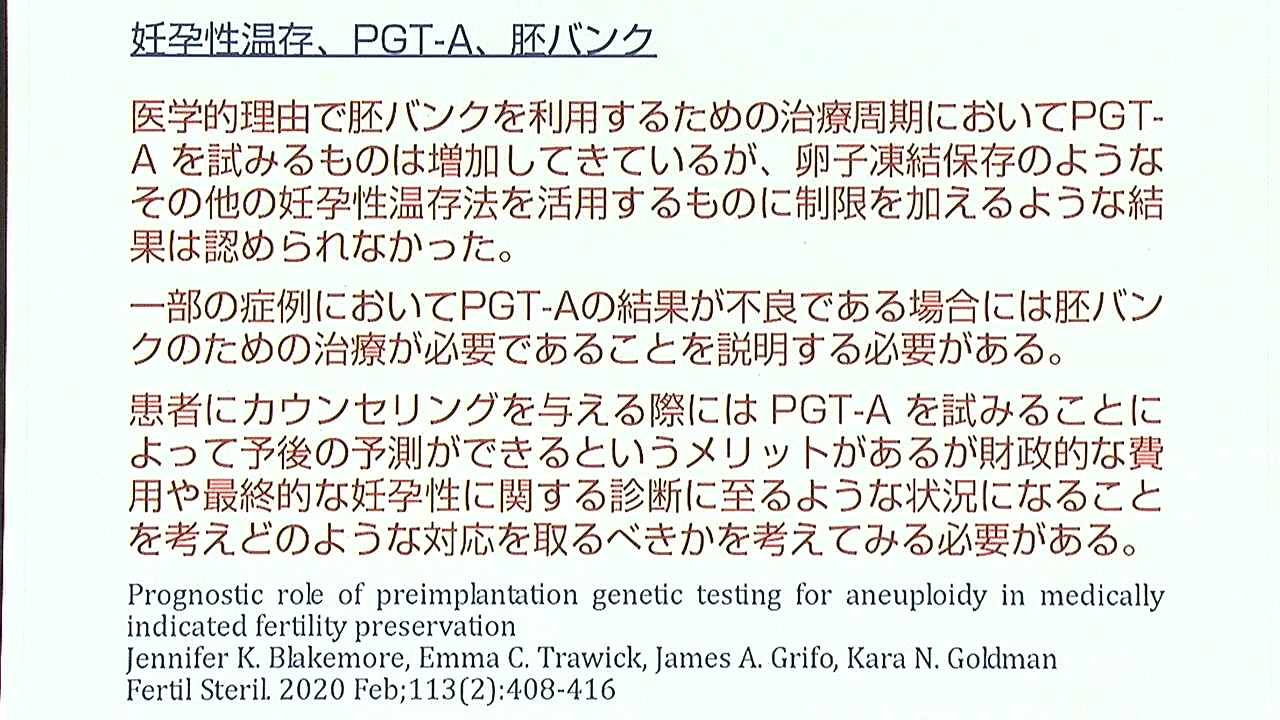 妊孕性温存、PGT-A、胚バンク
医学的理由で胚バンクを利用するための治療周期においてPGT-
A を試みるものは増加してきているが、卵子凍結保存のような
その他の妊孕性温存法を活用するものに制限を加えるような結
果は認められなかった。
一部の症例においてPGT-Aの結果が不良である場合には胚バン
クのための治療が必要であることを説明する必要がある。
患者にカウンセリングを与える際には PGT-A を試みることに
よって予後の予測ができるというメリットがあるが財政的な費
用や最終的な妊孕性に関する診断に至るような状況になること
を考えどのような対応を取るべきかを考えてみる必要がある。
Prognostic role of preimplantation genetic testing for aneuploidy in medically
indicated fertility preservation
Jennifer K. Blakemore, Emma C. Trawick, James A. Grifo, Kara N. Goldman
Fertil Steril. 2020 Feb;113(2):408-416